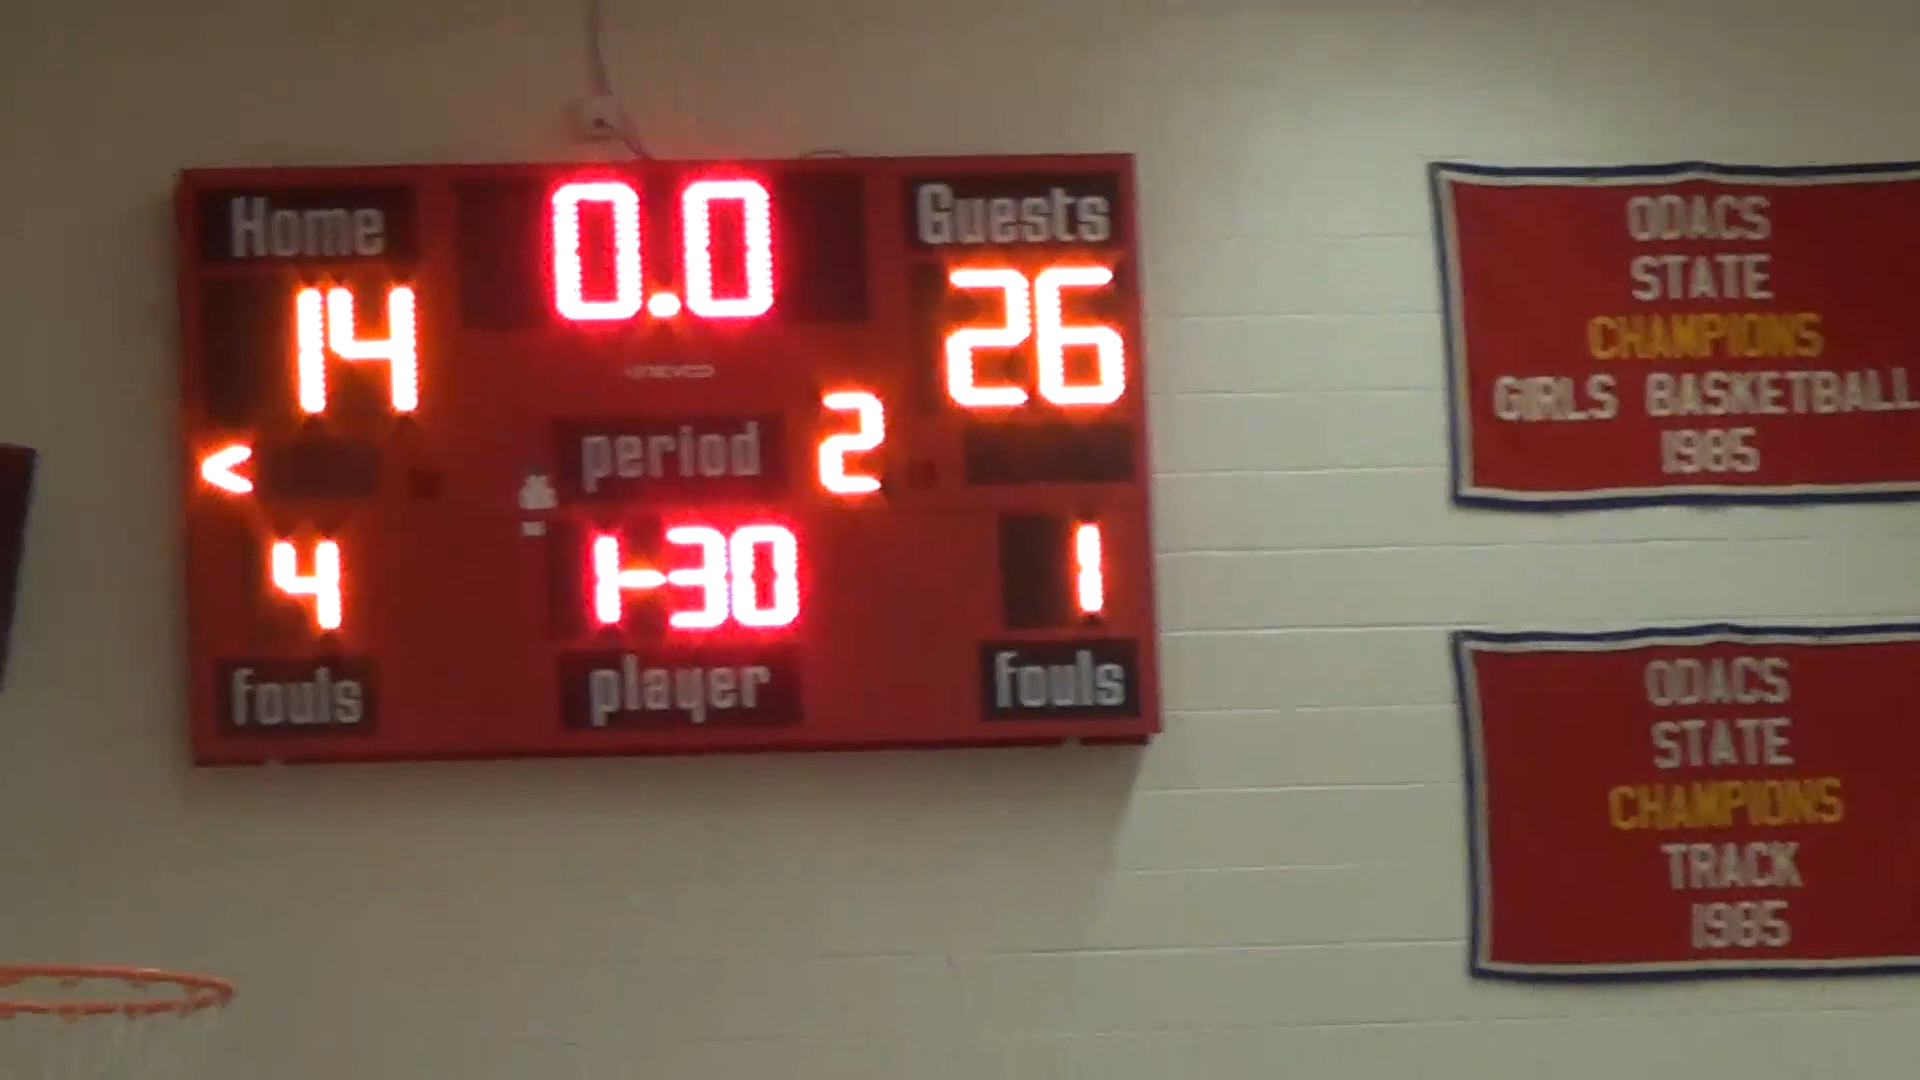 Home 0.0 Guests
14 26
< period 2
4 1-30 1
fouls player fouls
ODACS
STATE
CHAMPIONS
GIRLS BASKETBALL
1985
ODACS
STATE
CHAMPIONS
TRACK
1985